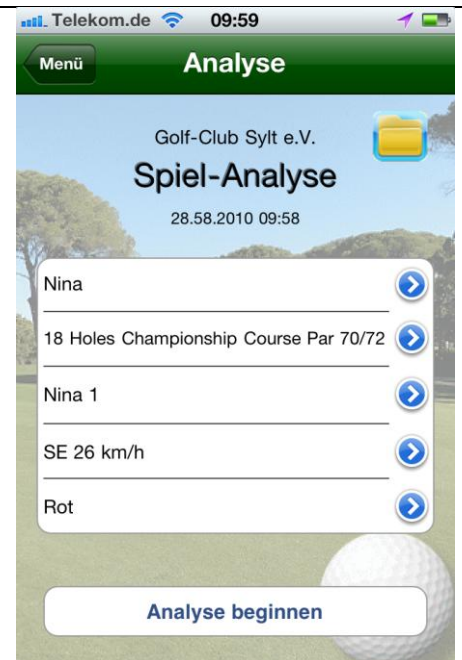 Telekom.de 09:59
Menü Analyse
Golf-Club Sylt e.V.
Spiel-Analyse
28.58.2010 09:58
Nina
18 Holes Championship Course Par 70/72
Nina 1
SE 26 km/h
Rot
Analyse beginnen